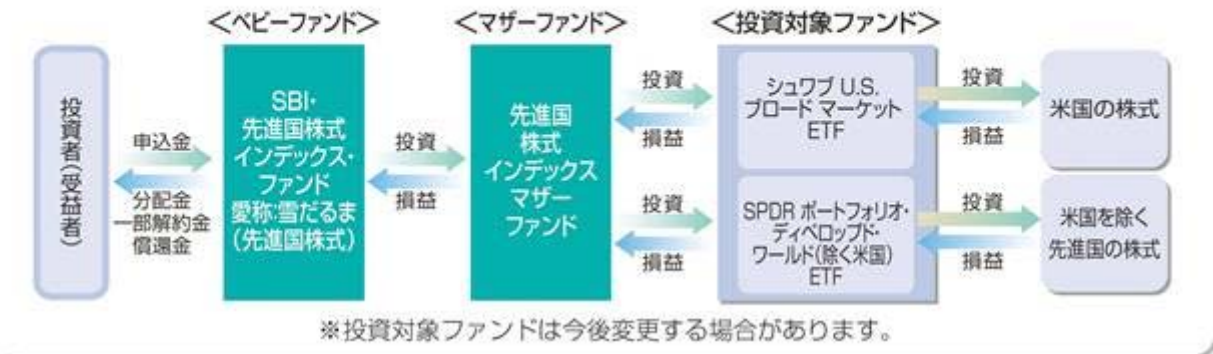 <ベビーファンド>
<マザーファンド>
<投資対象ファンド>
投資者(受益者)
申込金
分配金
一部解約金
償還金
SBI・
先進国株式
インデックス・
ファンド
愛称:雪だるま
(先進国株式)
投資
損益
先進国
株式
インデックス
マザー
ファンド
投資
損益
投資
損益
シュワブ U.S.
ブロード マーケット
ETF
SPDR ポートフォリオ・
ディベロップド・
ワールド(除く米国)
ETF
投資
損益
投資
損益
米国の株式
米国を除く
先進国の株式
※投資対象ファンドは今後変更する場合があります。